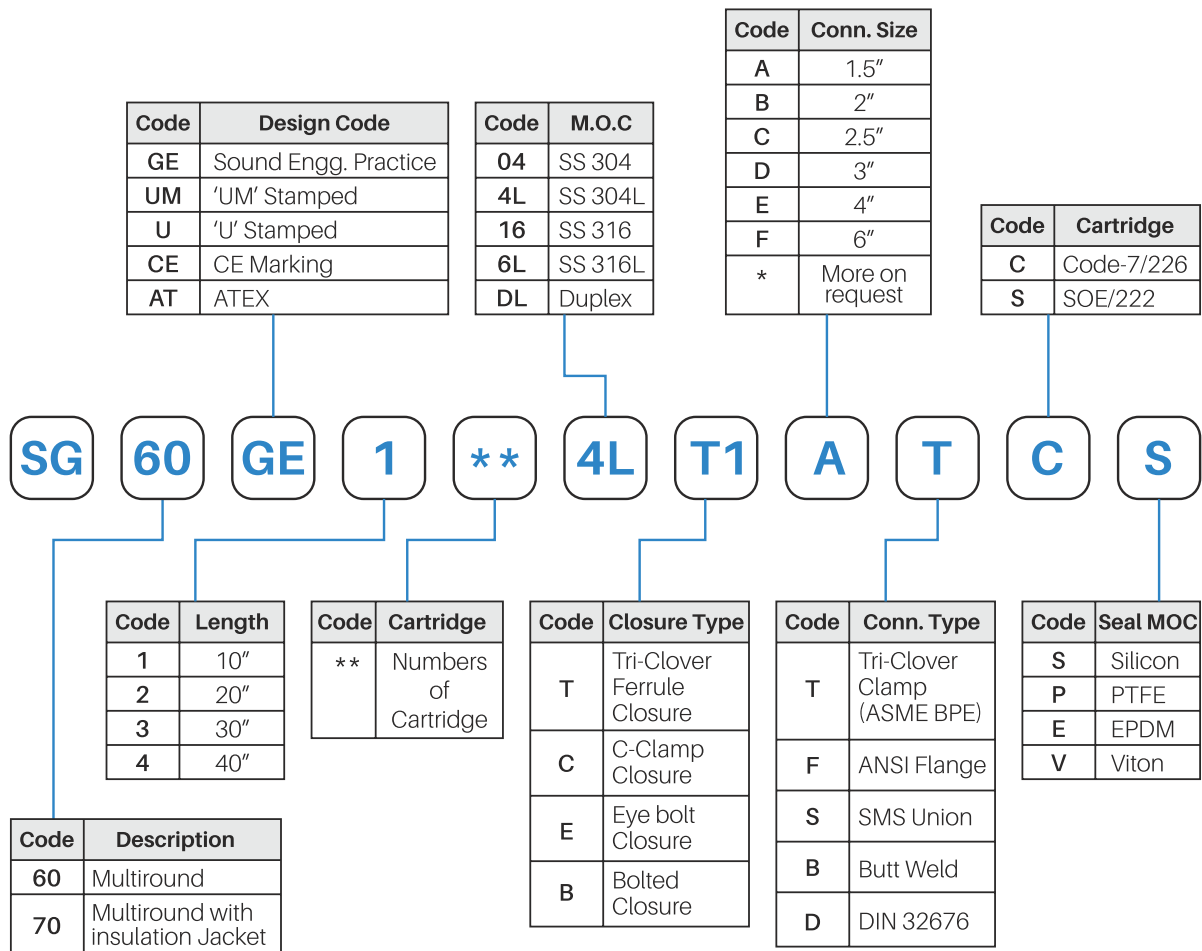 Code Conn. Size
A 1.5″
B 2″
C 2.5″
D 3″
E 4″
F 6″
* More on
request
Code Design Code
GE Sound Engg. Practice
UM ‘UM’ Stamped
U ‘U’ Stamped
CE CE Marking
AT ATEX
Code M.O.C
04 SS 304
4L SS 304L
16 SS 316
6L SS 316L
DL Duplex
Code Cartridge
C Code-7/226
S SOE/222
SG 60 GE 1 ** 4L T1 A T C S
Code Length
1 10″
2 20″
3 30″
4 40″
Code Cartridge
** Numbers
of
Cartridge
Code Closure Type
T Tri-Clover
Ferrule
Closure
C C-Clamp
Closure
E Eye bolt
Closure
B Bolted
Closure
Code Conn. Type
T Tri-Clover
Clamp
(ASME BPE)
F ANSI Flange
S SMS Union
B Butt Weld
D DIN 32676
Code Seal MOC
S Silicon
P PTFE
E EPDM
V Viton
Code Description
60 Multiround
70 Multiround with
insulation Jacket